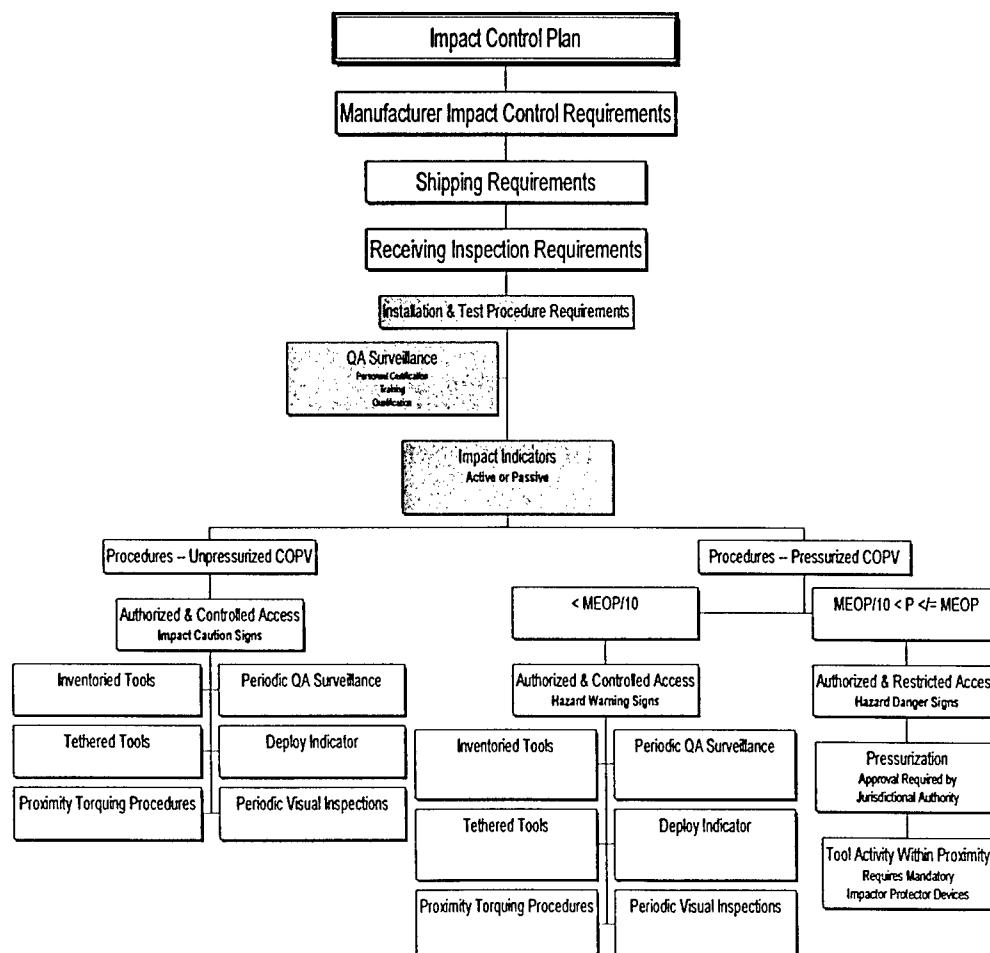 Impact Control Plan
Manufacturer Impact Control Requirements
Shipping Requirements
Receiving Inspection Requirements
Installation & Test Procedure Requirements
QA Surveillance
Personnel Certification
Training
Qualification
Impact Indicators
Active or Passive
Procedures -- Unpressurized COPV
Authorized & Controlled Access
Impact Caution Signs
Inventoried Tools
Periodic QA Surveillance
Tethered Tools
Deploy Indicator
Proximity Torquing Procedures
Periodic Visual Inspections
Procedures -- Pressurized COPV
< MEOP/10
Authorized & Controlled Access
Hazard Warning Signs
Inventoried Tools
Periodic QA Surveillance
Tethered Tools
Deploy Indicator
Proximity Torquing Procedures
Periodic Visual Inspections
MEOP/10 < P </= MEOP
Authorized & Restricted Access
Hazard Danger Signs
Pressurization
Approval Required by
Jurisdictional Authority
Tool Activity Within Proximity
Requires Mandatory
Impactor Protector Devices